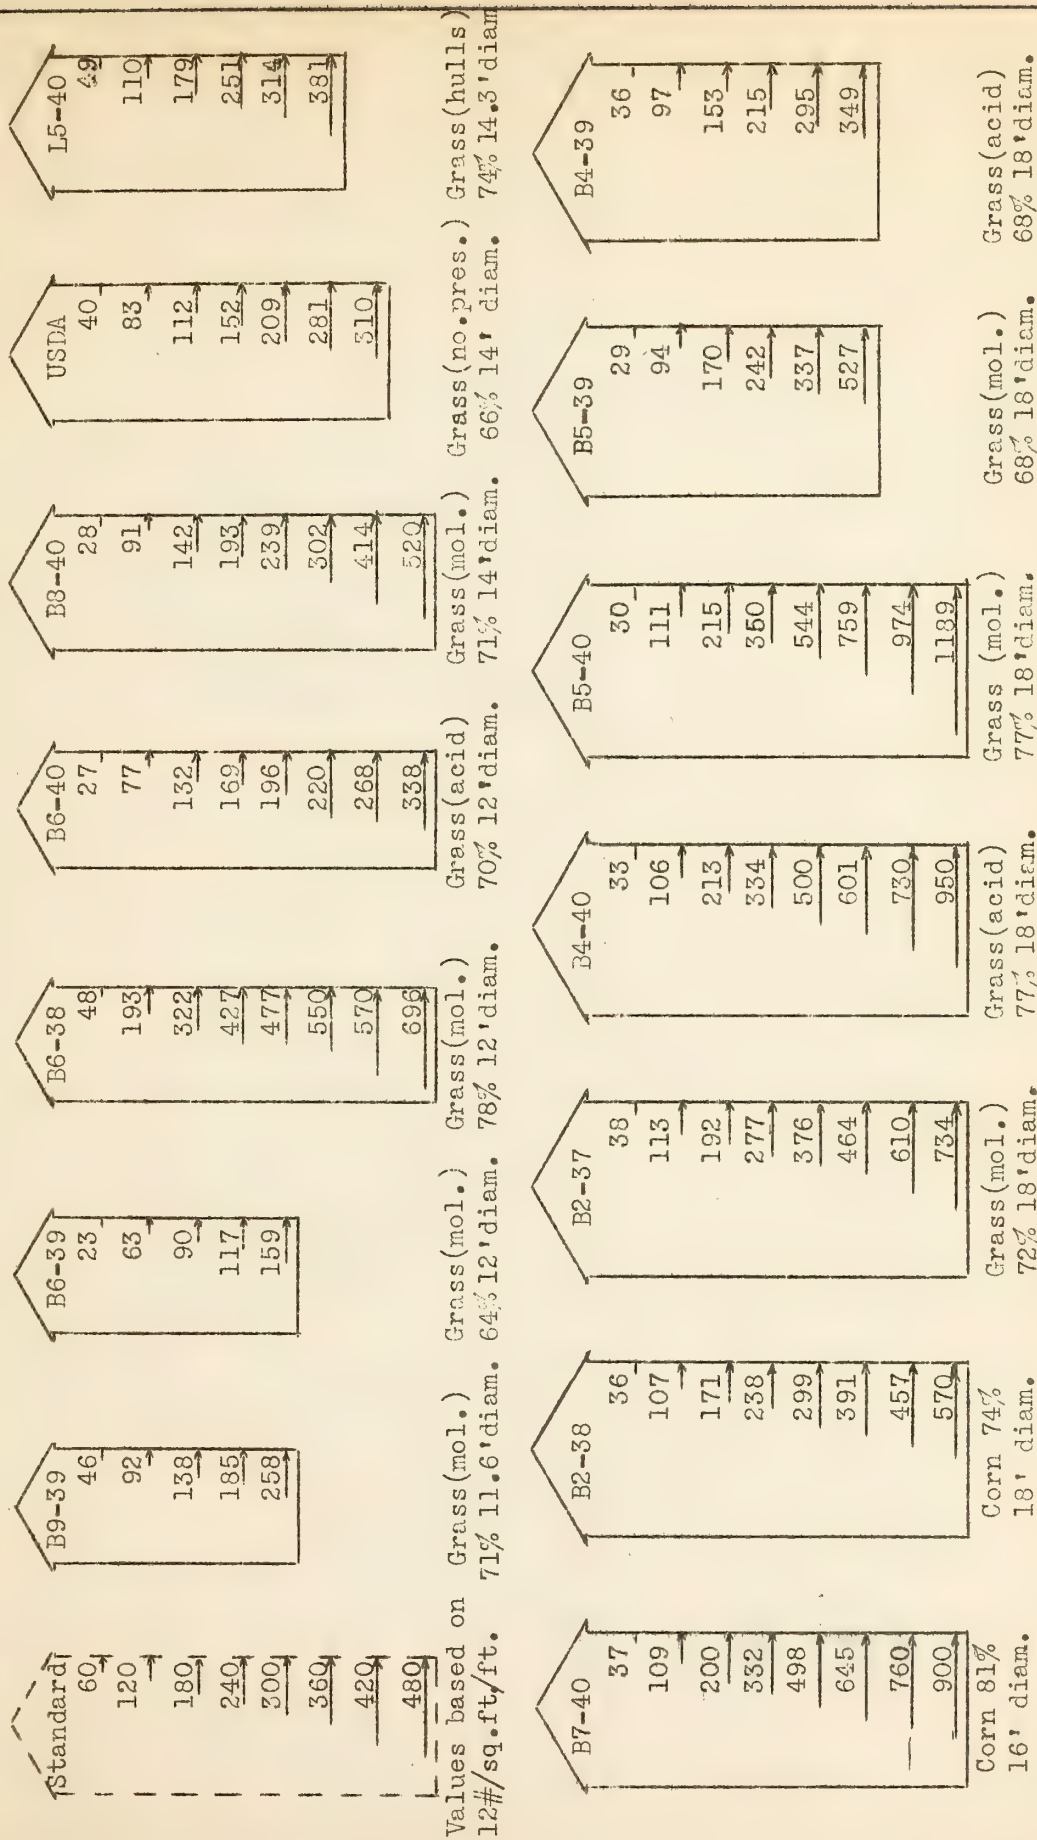 Standard
60
120
180
240
300
360
420
480
Values based on
12#/sq.ft/ft.
B9-39
46
92
138
185
258
Grass(mol.)
71% 11.6'diam.
B6-39
23
63
90
117
159
Grass(mol.)
64% 12'diam.
B6-38
48
193
322
427
477
550
570
696
Grass(mol.)
78% 12'diam.
B6-40
27
77
132
169
196
220
268
338
Grass(acid)
70% 12'diam.
B8-40
28
91
142
193
239
302
414
520
Grass(mol.)
71% 14'diam.
USDA
40
83
112
152
209
281
310
Grass(no.pres.)
66% 14' diam.
L5-40
49
110
179
251
314
381
Grass(hulls)
74% 14.3'diam
B7-40
37
109
200
332
498
645
760
900
Corn 81%
16' diam.
B2-38
36
107
171
238
299
391
457
570
Corn 74%
18' diam.
B2-37
38
113
192
277
376
464
610
734
Grass(mol.)
72% 18'diam.
B4-40
33
106
213
334
500
601
730
950
Grass(acid)
77% 18'diam.
B5-40
30
111
215
350
544
759
974
1189
Grass (mol.)
77% 18'diam.
B5-39
29
94
170
242
337
527
Grass(mol.)
68% 18'diam.
B4-39
36
97
153
215
295
349
Grass(acid)
68% 18'diam.